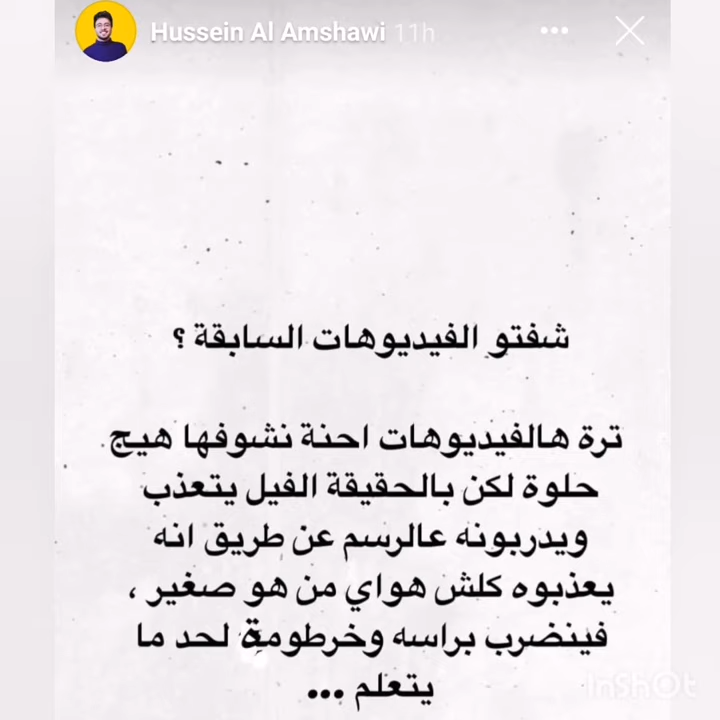 Hussein Al Amshawi 11h
شفتو الفيديوهات السابقة ؟
ترة هالفيديوهات احنة نشوفها هيج
حلوة لكن بالحقيقة الفيل يتعذب
ويدربونه عالرسم عن طريق انه
يعذبوه كلش هواي من هو صغير ،
فينضرب براسه وخرطومة لحد ما
يتعلم ...
InShOt